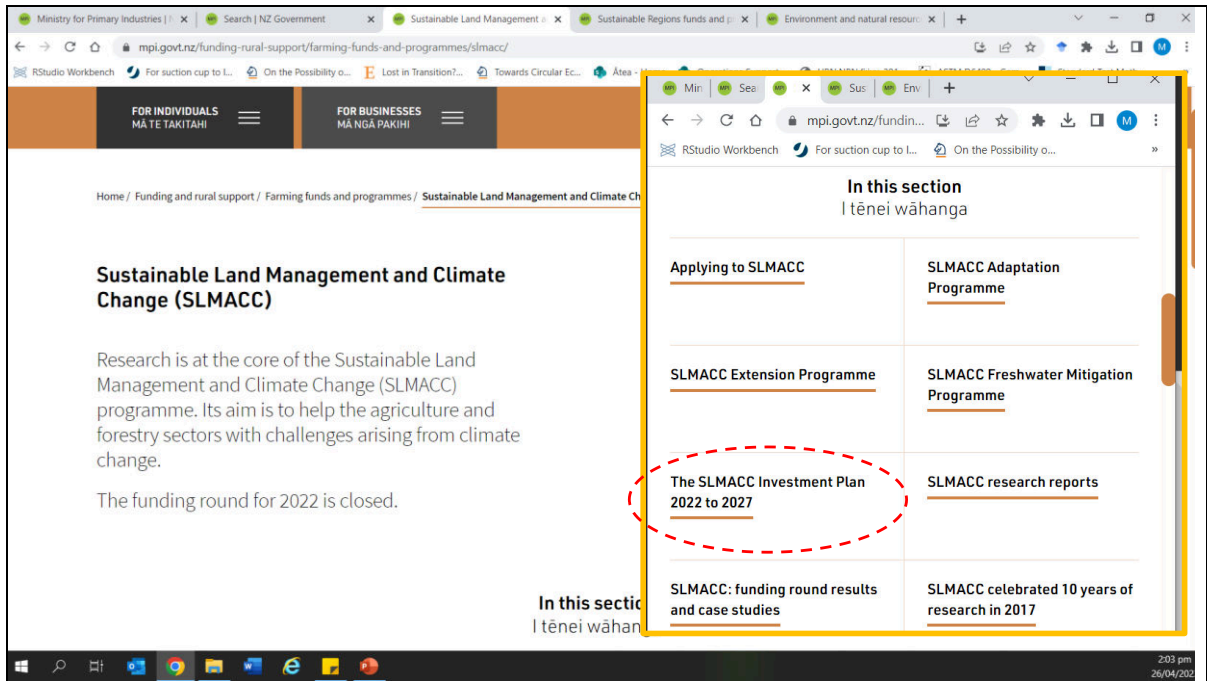 Ministry for Primary Industries |
Search | NZ Government
Sustainable Land Management a
Sustainable Regions funds and p
Environment and natural resourc
mpi.govt.nz/funding-rural-support/farming-funds-and-programmes/slmacc/
M
RStudio Workbench
For suction cup to l...
On the Possibility o...
Lost in Transition?...
Towards Circular Ec...
FOR INDIVIDUALS
MĀ TE TAKITAHI
FOR BUSINESSES
MĀ NGĀ PAKIHI
Home / Funding and rural support / Farming funds and programmes / Sustainable Land Management and Climate Ch
Sustainable Land Management and Climate
Change (SLMACC)
Research is at the core of the Sustainable Land
Management and Climate Change (SLMACC)
programme. Its aim is to help the agriculture and
forestry sectors with challenges arising from climate
change.
The funding round for 2022 is closed.
In this sectio
I tēnei wāhan
Min
Sea
Sus
Env
mpi.govt.nz/fundin...
M
RStudio Workbench
For suction cup to l...
On the Possibility o...
In this section
I tēnei wāhanga
Applying to SLMACC
SLMACC Adaptation
Programme
SLMACC Extension Programme
SLMACC Freshwater Mitigation
Programme
The SLMACC Investment Plan
2022 to 2027
SLMACC research reports
SLMACC: funding round results
and case studies
SLMACC celebrated 10 years of
research in 2017
2:03 pm
26/04/202